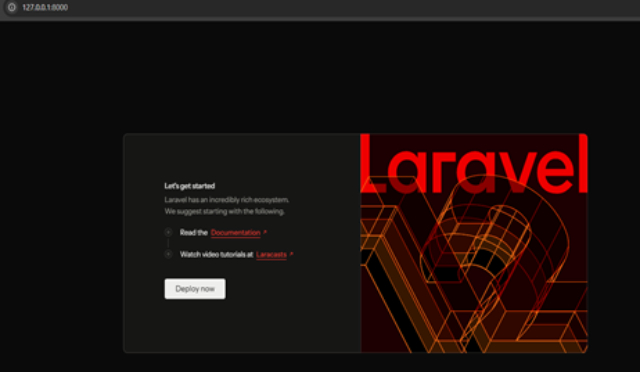 127.0.0.1:8000
Let's get started
Laravel has an incredibly rich ecosystem.
We suggest starting with the following.
Read the Documentation ↗
Watch video tutorials at Laracasts ↗
Deploy now
Laravel
12